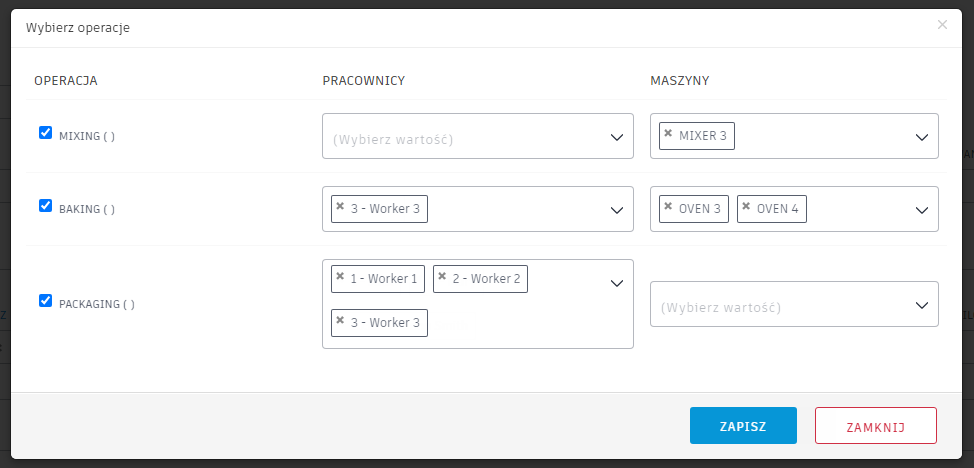 Wybierz operacje
OPERACJA PRACOWNICY MASZYNY
MIXING ( ) (Wybierz wartość) × MIXER 3
BAKING ( ) × 3 - Worker 3 × OVEN 3 × OVEN 4
× 1 - Worker 1 × 2 - Worker 2
PACKAGING ( ) (Wybierz wartość)
× 3 - Worker 3
ZAPISZ ZAMKNIJ